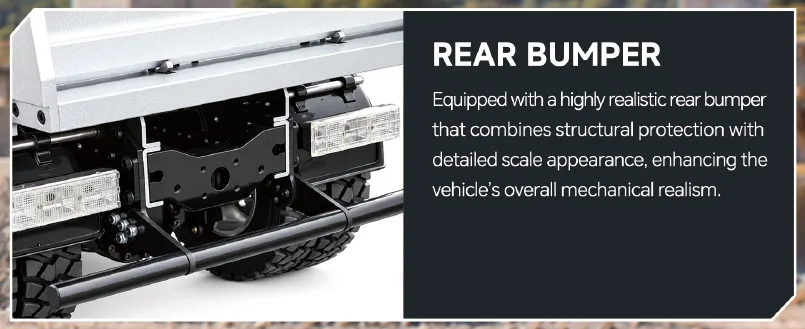 REAR BUMPER
Equipped with a highly realistic rear bumper
that combines structural protection with
detailed scale appearance, enhancing the
vehicle's overall mechanical realism.